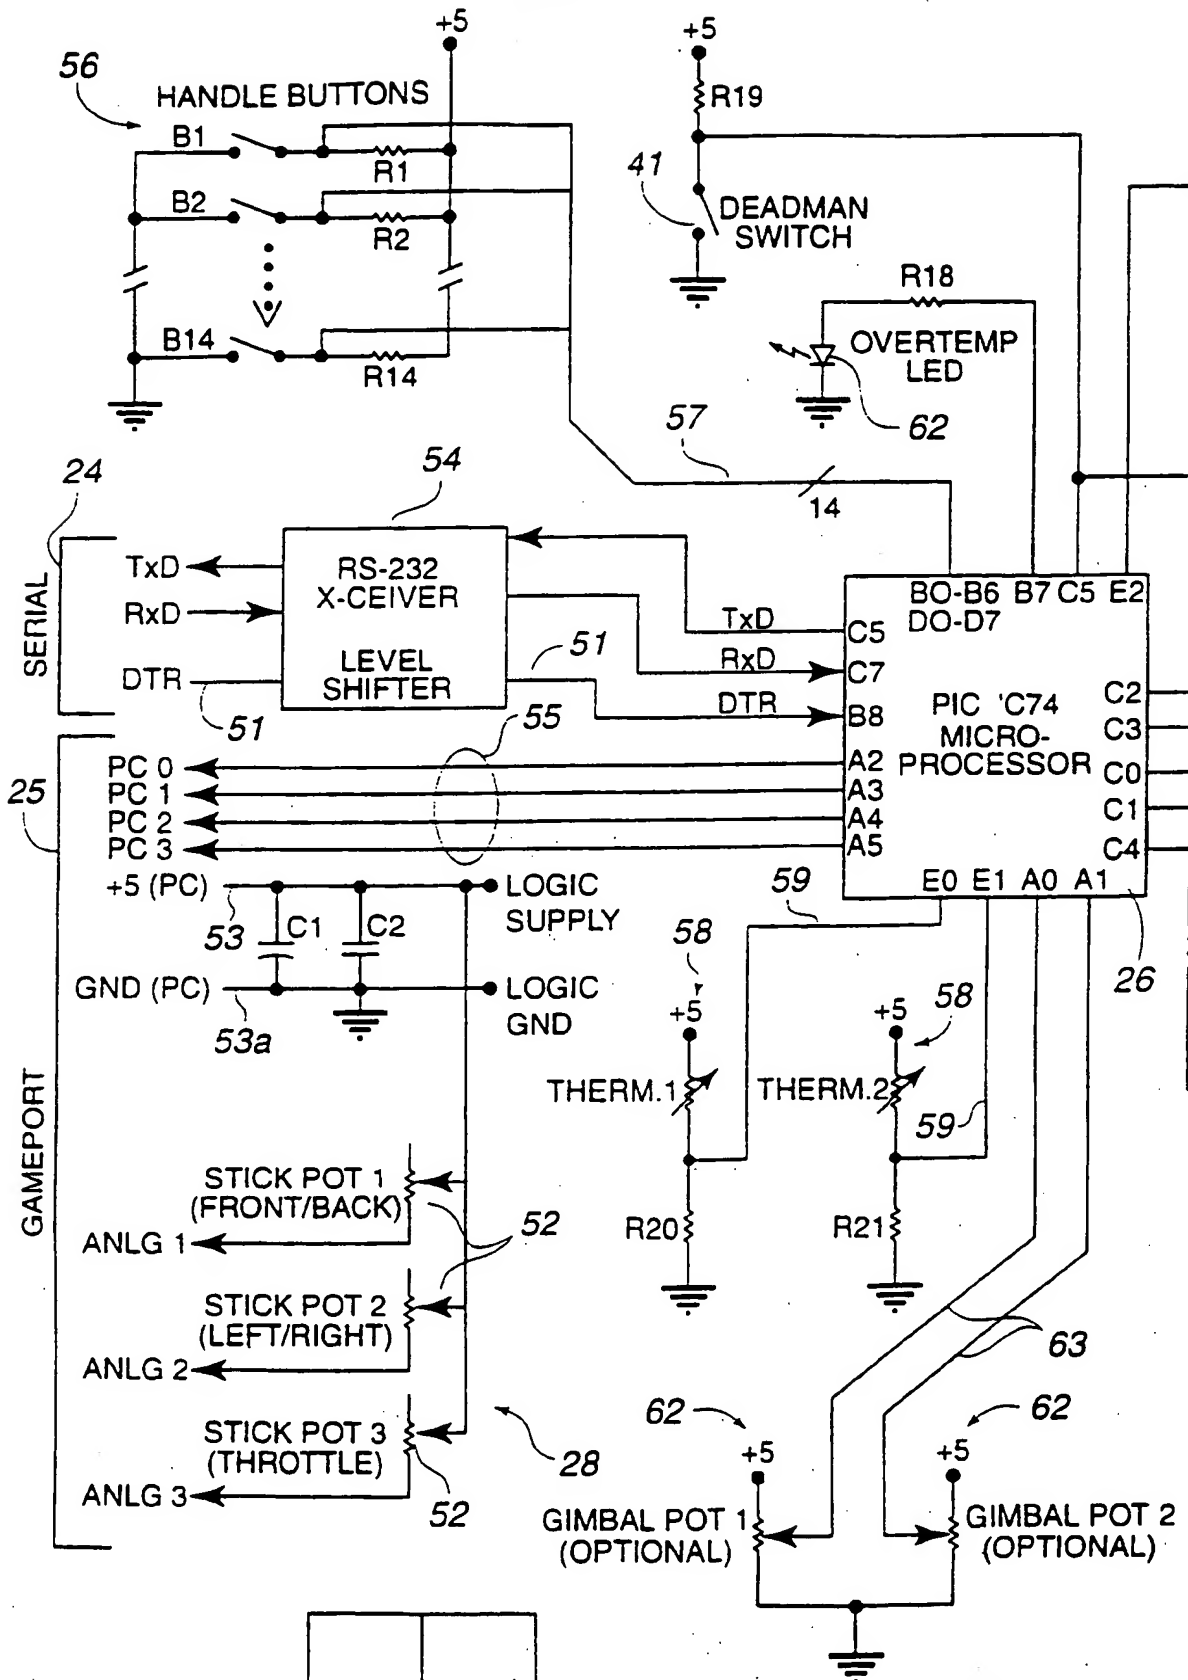 +5
+5
56
HANDLE BUTTONS
R19
B1
R1
41
B2
R2
DEADMAN
SWITCH
R18
B14
R14
OVERTEMP
LED
62
57
14
24
54
SERIAL
TxD
RxD
DTR
51
RS-232
X-CEIVER
LEVEL
SHIFTER
51
TxD
RxD
DTR
BO-B6 B7 C5 E2
DO-D7
C5
C7
B8
A2
A3
A4
A5
PIC 'C74
MICRO-
PROCESSOR
C2
C3
C0
C1
C4
E0 E1 A0 A1
26
55
25
GAMEPORT
PC 0
PC 1
PC 2
PC 3
+5 (PC)
53
C1
C2
LOGIC
SUPPLY
GND (PC)
53a
LOGIC
GND
59
58
+5
THERM.1
R20
58
+5
THERM.2
59
R21
STICK POT 1
(FRONT/BACK)
52
ANLG 1
STICK POT 2
(LEFT/RIGHT)
ANLG 2
STICK POT 3
(THROTTLE)
52
ANLG 3
28
63
62
+5
GIMBAL POT 1
(OPTIONAL)
62
+5
GIMBAL POT 2
(OPTIONAL)